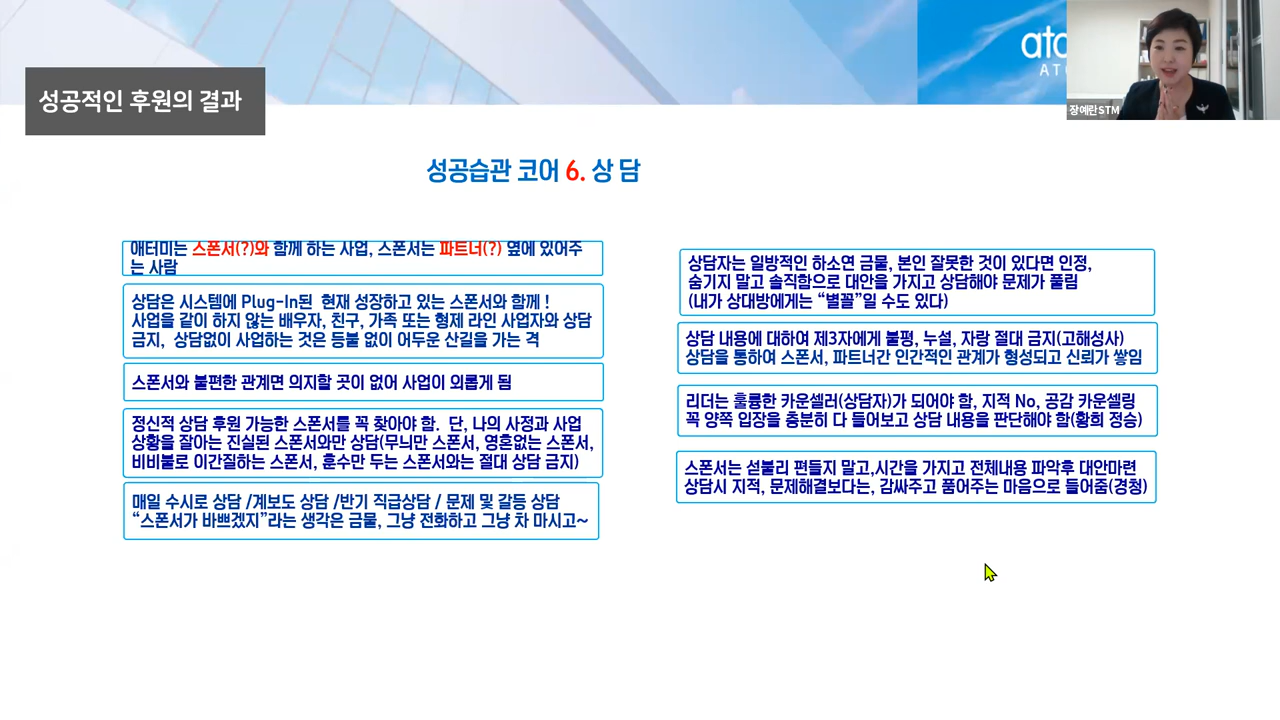 atc
ATC
장예란STM
성공적인 후원의 결과
성공습관 코어 6. 상 담
애터미는 스폰서(?)와 함께 하는 사업, 스폰서는 파트너(?) 옆에 있어주
는 사람
상담은 시스템에 Plug-In된 현재 성장하고 있는 스폰서와 함께 !
사업을 같이 하지 않는 배우자, 친구, 가족 또는 형제 라인 사업자와 상담
금지, 상담없이 사업하는 것은 등불 없이 어두운 산길을 가는 격
스폰서와 불편한 관계면 의지할 곳이 없어 사업이 외롭게 됨
정신적 상담 후원 가능한 스폰서를 꼭 찾아야 함. 단, 나의 사정과 사업
상황을 잘아는 진실된 스폰서와만 상담(무늬만 스폰서, 영혼없는 스폰서,
비비불로 이간질하는 스폰서, 훈수만 두는 스폰서와는 절대 상담 금지)
매일 수시로 상담 /계보도 상담 /반기 직급상담 / 문제 및 갈등 상담
“스폰서가 바쁘겠지”라는 생각은 금물, 그냥 전화하고 그냥 차 마시고~
상담자는 일방적인 하소연 금물, 본인 잘못한 것이 있다면 인정,
숨기지 말고 솔직함으로 대안을 가지고 상담해야 문제가 풀림
(내가 상대방에게는 “별꼴”일 수도 있다)
상담 내용에 대하여 제3자에게 불평, 누설, 자랑 절대 금지(고해성사)
상담을 통하여 스폰서, 파트너간 인간적인 관계가 형성되고 신뢰가 쌓임
리더는 훌륭한 카운셀러(상담자)가 되어야 함, 지적 No, 공감 카운셀링
꼭 양쪽 입장을 충분히 다 들어보고 상담 내용을 판단해야 함(황희 정승)
스폰서는 섣불리 편들지 말고,시간을 가지고 전체내용 파악후 대안마련
상담시 지적, 문제해결보다는, 감싸주고 품어주는 마음으로 들어줌(경청)